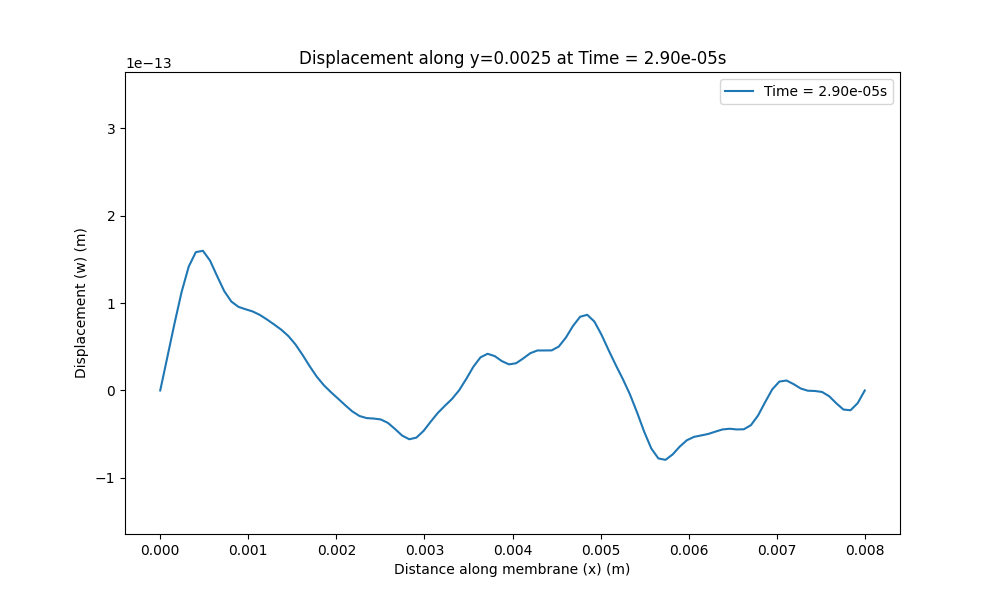 Displacement along y=0.0025 at Time = 2.90e-05s
1e−13
Time = 2.90e-05s
3
2
1
0
−1
Displacement (w) (m)
0.000 0.001 0.002 0.003 0.004 0.005 0.006 0.007 0.008
Distance along membrane (x) (m)